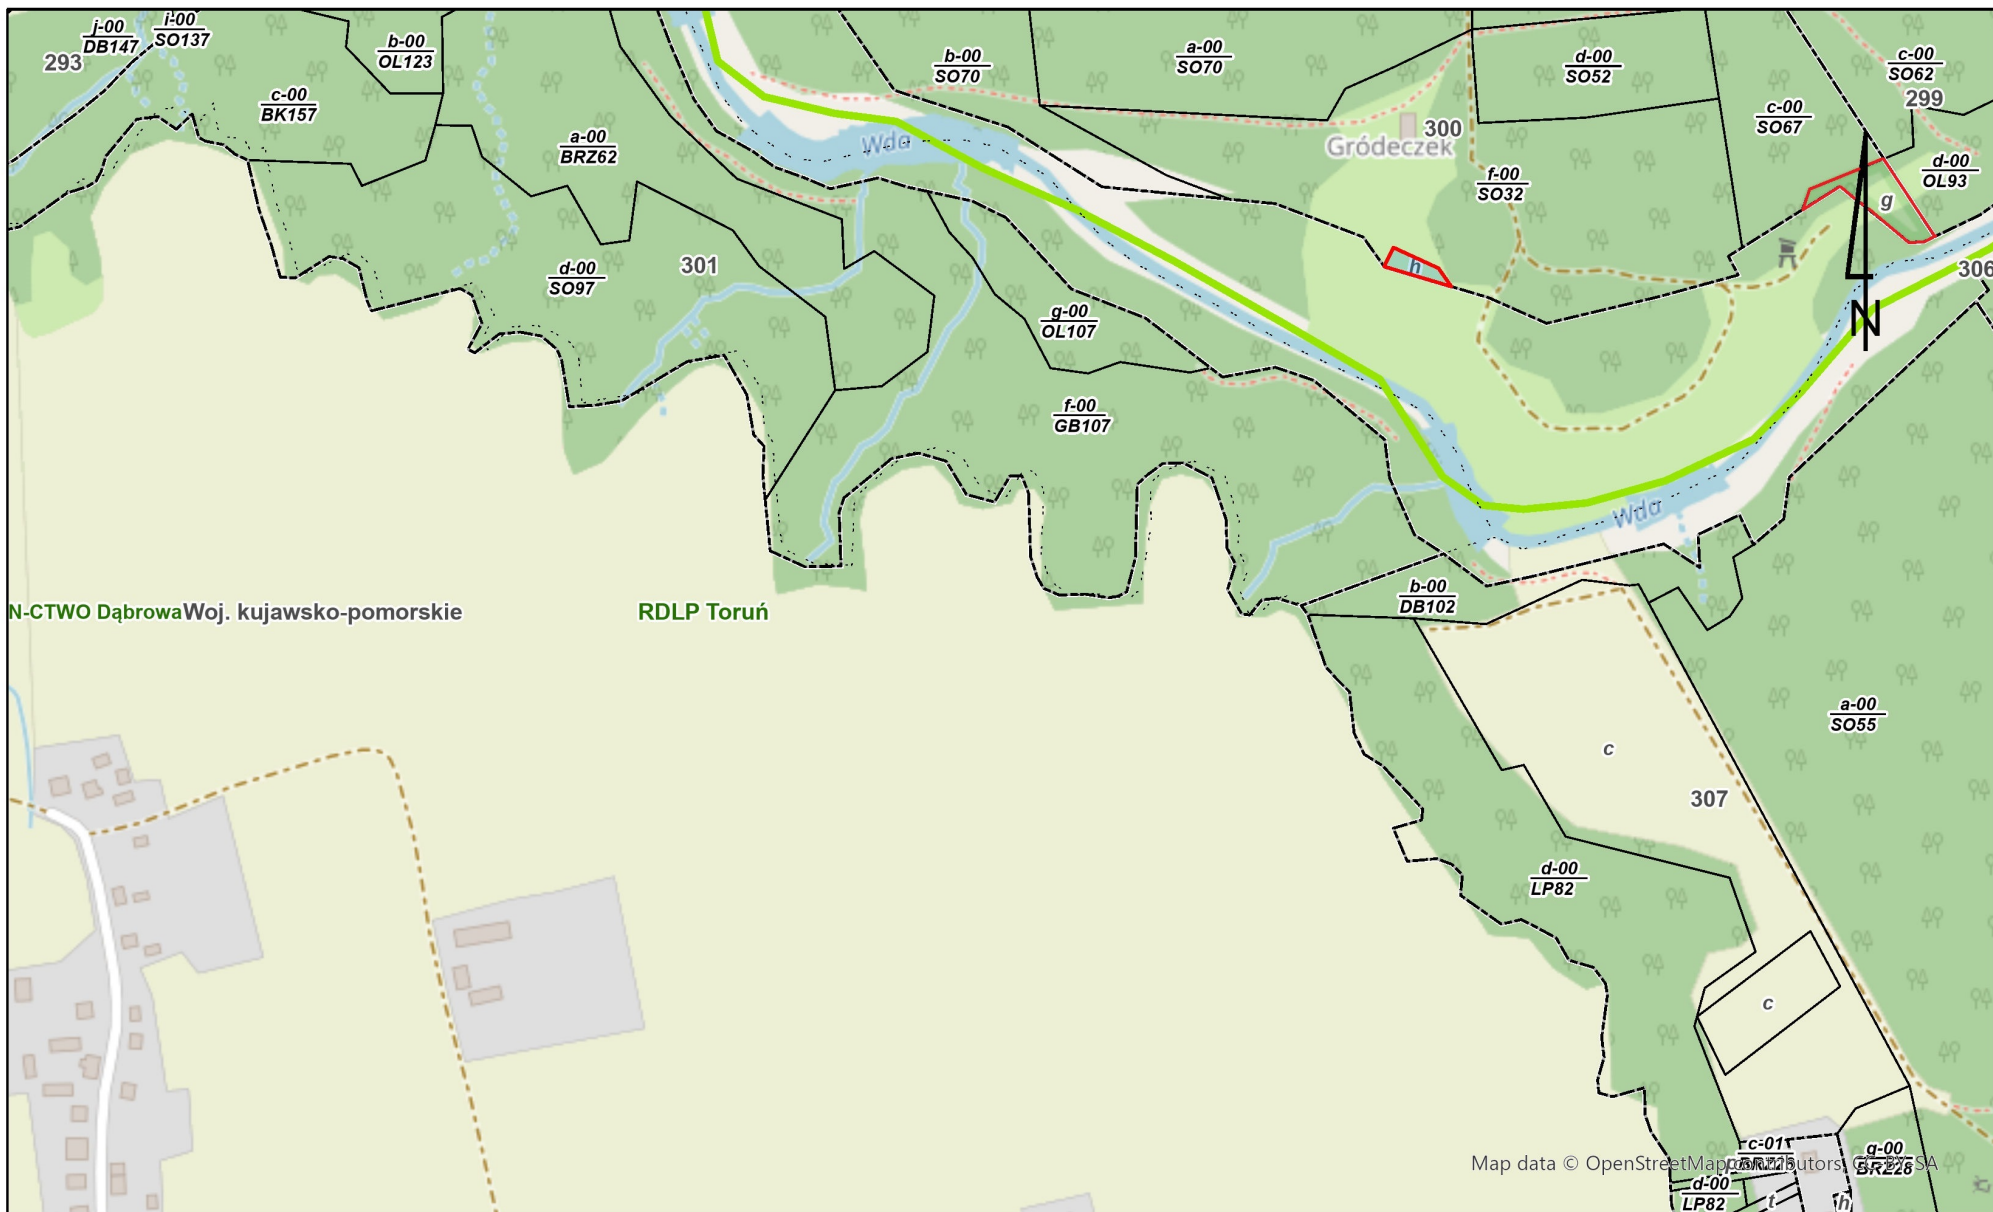 j-00
DB147
i-00
SO137
293
b-00
OL123
c-00
BK157
a-00
BRZ62
b-00
SO70
a-00
SO70
d-00
SO52
c-00
SO62
299
c-00
SO67
Wda
300
Gródeczek
f-00
SO32
d-00
OL93
g
h
301
d-00
SO97
306
N
g-00
OL107
f-00
GB107
Wda
b-00
DB102
N-CTWO Dąbrowa
Woj. kujawsko-pomorskie
RDLP Toruń
a-00
SO55
c
307
d-00
LP82
c
c-01
g-00
BRZ28
Map data © OpenStreetMap contributors, CC-BY-SA
d-00
LP82
t
h